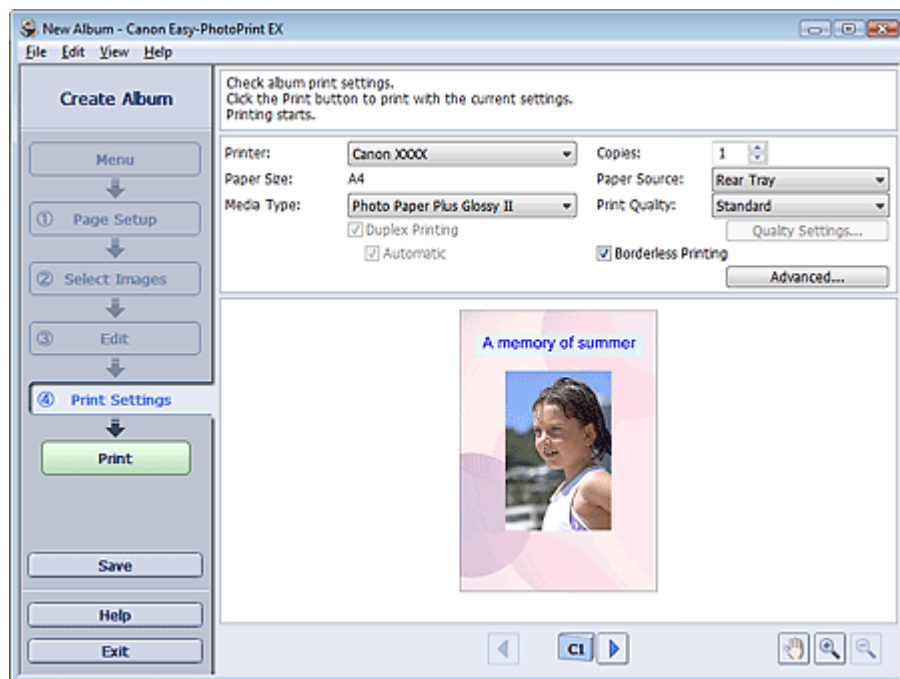 New Album - Canon Easy-PhotoPrint EX
File Edit View Help
Create Album
Menu
① Page Setup
② Select Images
③ Edit
④ Print Settings
Print
Save
Help
Exit
Check album print settings.
Click the Print button to print with the current settings.
Printing starts.
Printer: Canon XXXX
Copies: 1
Paper Size: A4
Paper Source: Rear Tray
Media Type: Photo Paper Plus Glossy II
Print Quality: Standard
Duplex Printing
Quality Settings...
Automatic
Borderless Printing
Advanced...
A memory of summer
C1